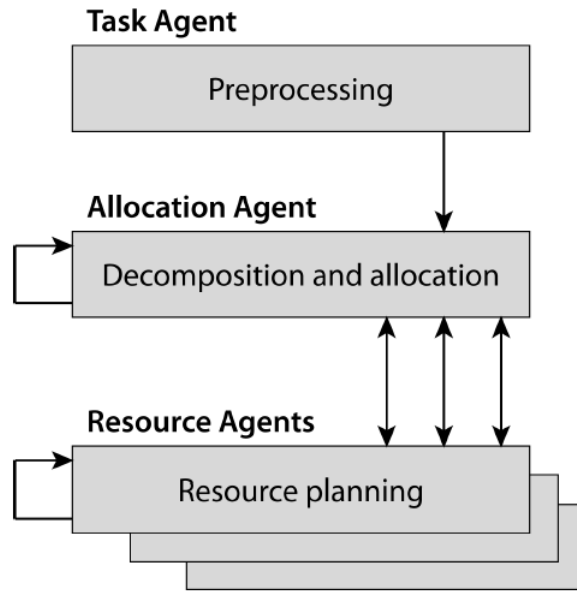 Task Agent
Preprocessing
Allocation Agent
Decomposition and allocation
Resource Agents
Resource planning